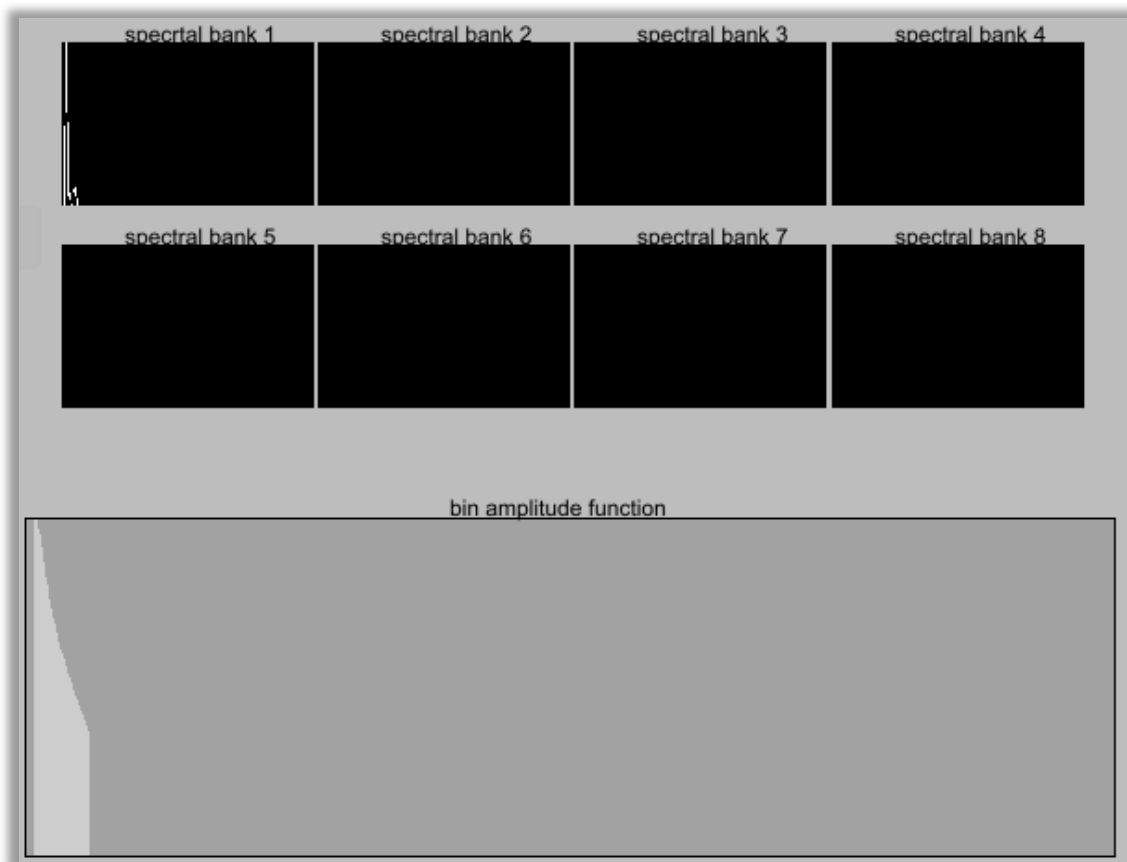 specrtal bank 1
spectral bank 2
spectral bank 3
spectral bank 4
spectral bank 5
spectral bank 6
spectral bank 7
spectral bank 8
bin amplitude function